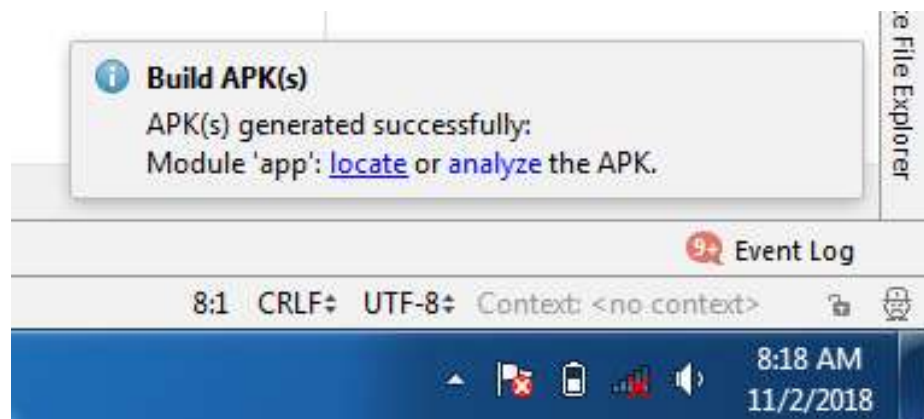 Build APK(s)
APK(s) generated successfully:
Module 'app': locate or analyze the APK.
File Explorer
9+ Event Log
8:1 CRLF UTF-8 Context: <no context>
8:18 AM
11/2/2018